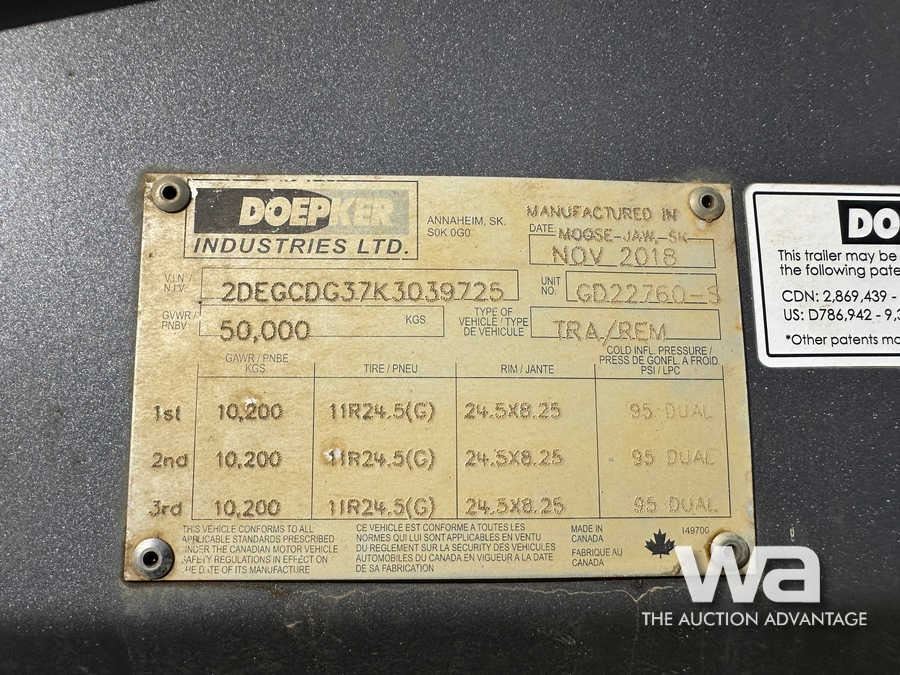 DOEPKER
INDUSTRIES LTD.
ANNAHEIM, SK.
S0K 0G0
MANUFACTURED IN
DATE: MOOSE-JAW,-SK
NOV 2018
V.I.N./
N.I.V.
2DEGCDG37K3039725
UNIT
NO.
GD22760-S
GVWR/
PNBV
50,000 KGS
TYPE OF
VEHICLE/TYPE
DE VEHICULE
TRA/REM
GAWR/PNBE
KGS
TIRE/PNEU
RIM/JANTE
COLD INFL. PRESSURE/
PRESS DE GONFL. A FROID
PSI/LPC
1st 10,200 11R24.5(G) 24.5X8.25 95 DUAL
2nd 10,200 11R24.5(G) 24.5X8.25 95 DUAL
3rd 10,200 11R24.5(G) 24.5X8.25 95 DUAL
THIS VEHICLE CONFORMS TO ALL
APPLICABLE STANDARDS PRESCRIBED
UNDER THE CANADIAN MOTOR VEHICLE
SAFETY REGULATIONS IN EFFECT ON
THE DATE OF ITS MANUFACTURE
CE VEHICULE EST CONFORME A TOUTES LES
NORMES QUI LUI SONT APPLICABLES EN VENTU
DU REGLEMENT SUR LA SECURITY DES VEHICLES
AUTOMOBILES DU CANADA EN VIGUEUR A LA DATE
DE SA FABRICATION
MADE IN
CANADA
FABRIQUE AU
CANADA
149700
DO
This trailer may be
the following pate
CDN: 2,869,439 -
US: D786,942 - 9,3
*Other patents ma
wa
THE AUCTION ADVANTAGE